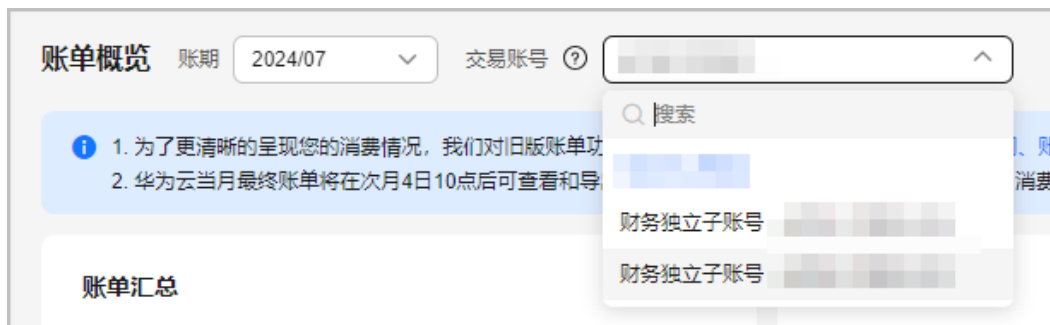 账单概览 账期 2024/07 交易账号 ?
搜索
1. 为了更清晰的呈现您的消费情况，我们对旧版账单功
2. 华为云当月最终账单将在次月4日10点后可查看和导 消费
财务独立子账号
财务独立子账号
账单汇总